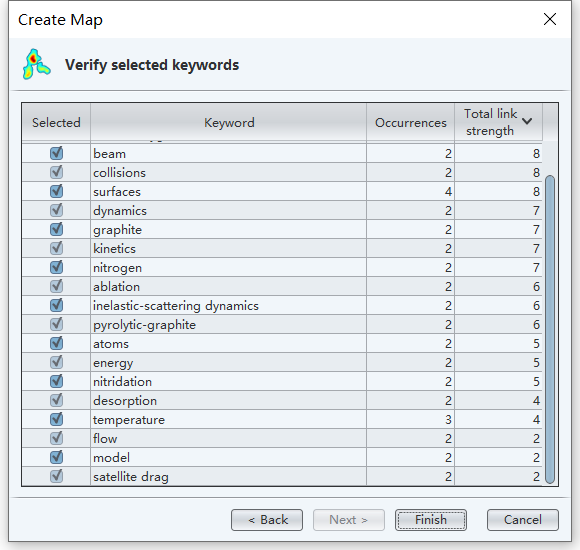 Create Map
Verify selected keywords
Selected Keyword Occurrences Total link strength
beam 2 8
collisions 2 8
surfaces 4 8
dynamics 2 7
graphite 2 7
kinetics 2 7
nitrogen 2 7
ablation 2 6
inelastic-scattering dynamics 2 6
pyrolytic-graphite 2 6
atoms 2 5
energy 2 5
nitridation 2 5
desorption 2 4
temperature 3 4
flow 2 2
model 2 2
satellite drag 2 2
< Back Next > Finish Cancel